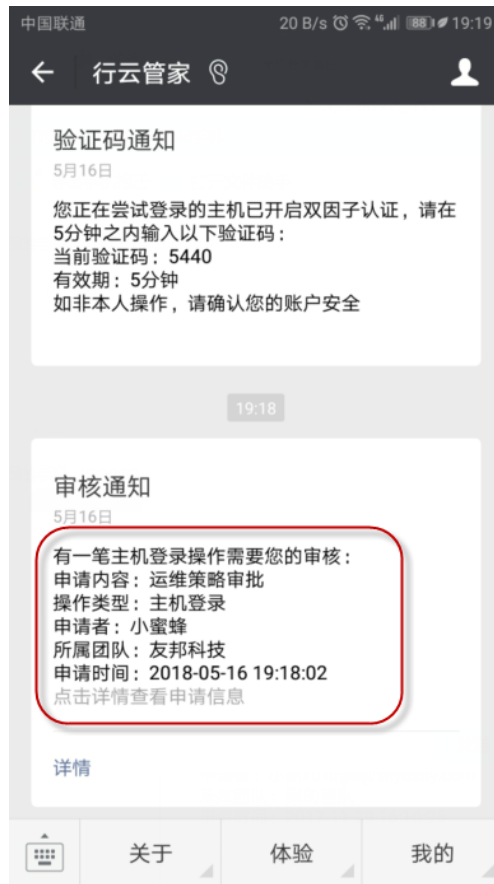 中国联通 20 B/s 46 88 19:19
行云管家
验证码通知
5月16日
您正在尝试登录的主机已开启双因子认证，请在
5分钟之内输入以下验证码：
当前验证码：5440
有效期：5分钟
如非本人操作，请确认您的账户安全
19:18
审核通知
5月16日
有一笔主机登录操作需要您的审核：
申请内容：运维策略审批
操作类型：主机登录
申请者：小蜜蜂
所属团队：友邦科技
申请时间：2018-05-16 19:18:02
点击详情查看申请信息
详情
关于 体验 我的